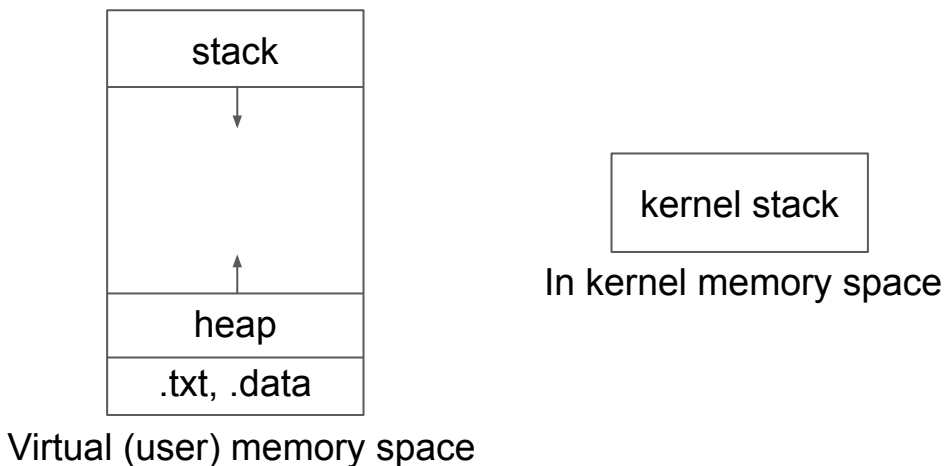 stack
heap
.txt, .data
Virtual (user) memory space
kernel stack
In kernel memory space